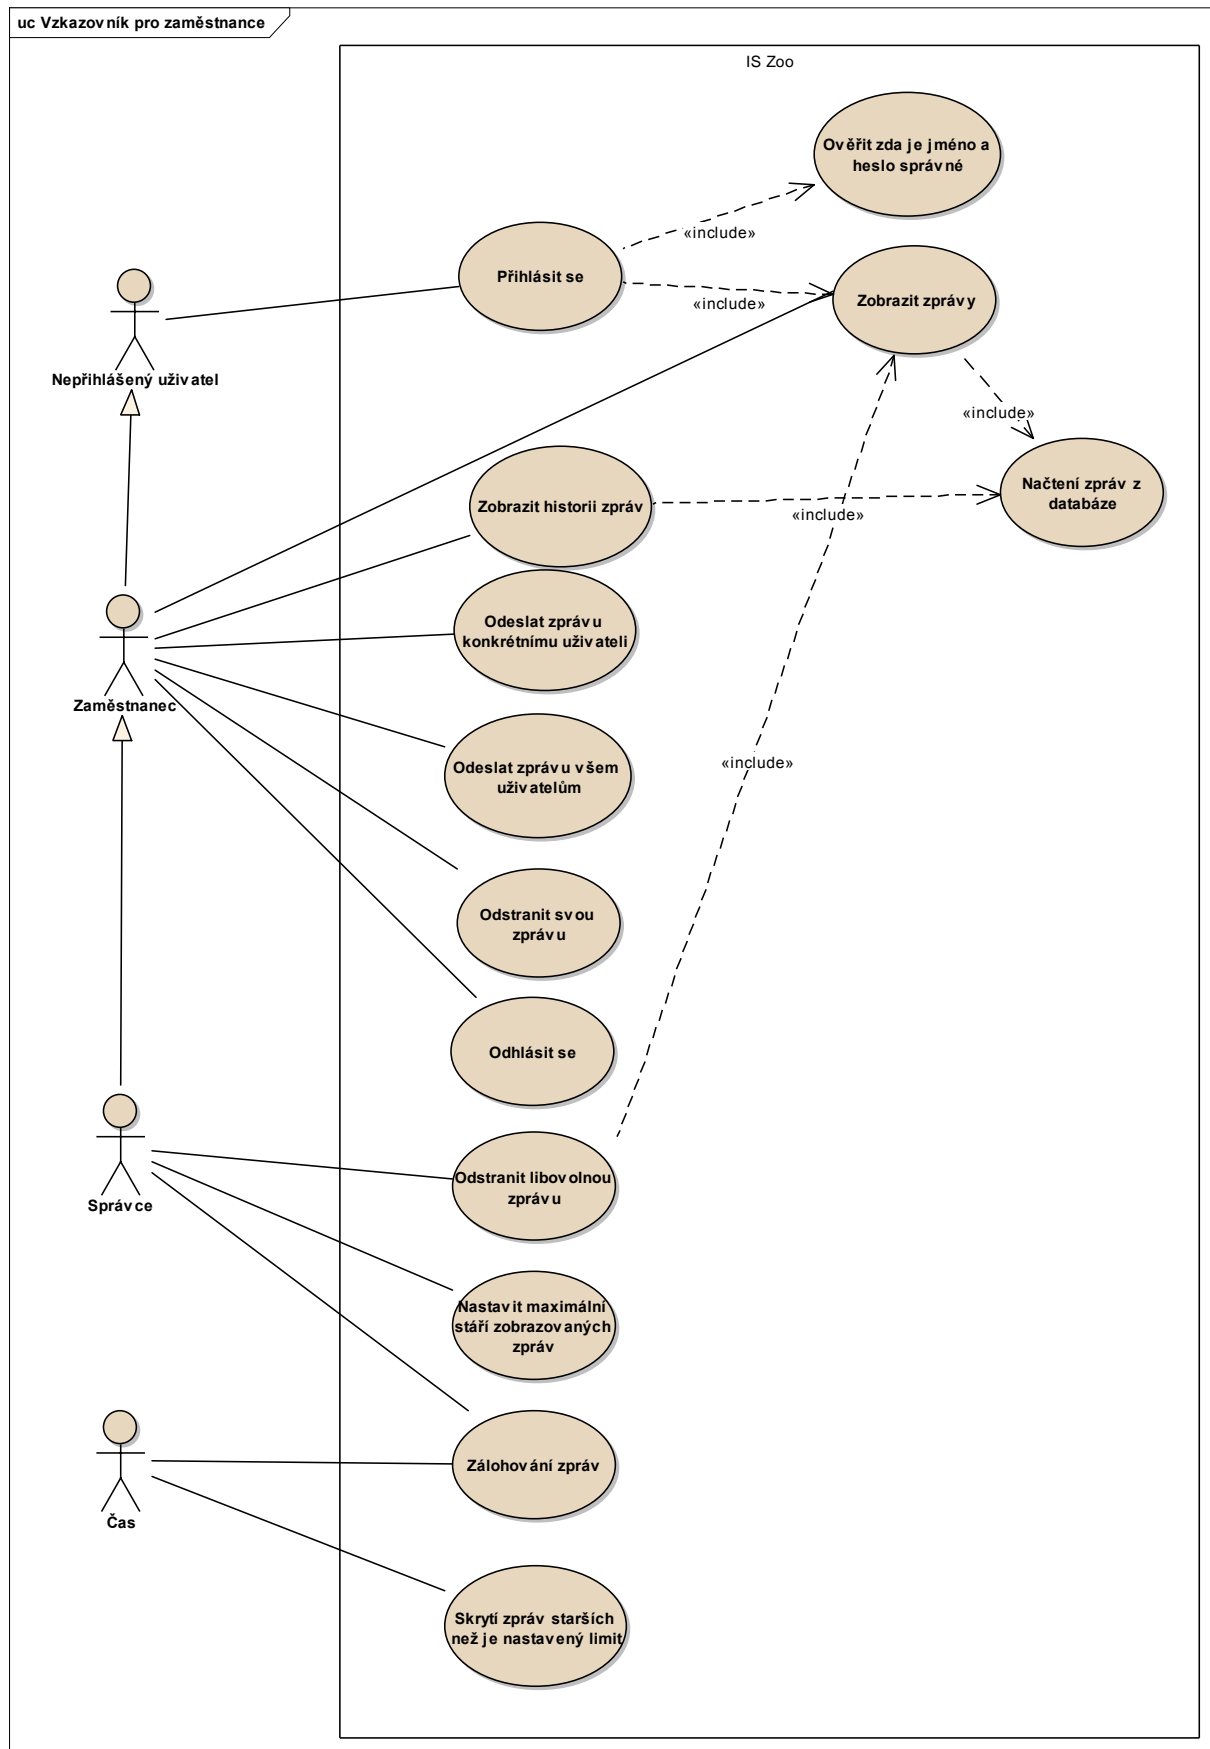 uc Vzkazovník pro zaměstnance
IS Zoo
Ověřit zda je jméno a
heslo správné
«include»
Přihlásit se
«include»
Zobrazit zprávy
Nepřihlášený uživatel
«include»
Zobrazit historii zpráv
«include»
Načtení zpráv z
databáze
Odeslat zprávu
konkrétnímu uživateli
Zaměstnanec
Odeslat zprávu všem
uživatelům
«include»
Odstranit svou
zprávu
Odhlásit se
Odstranit libovolnou
zprávu
Správce
Nastavit maximální
stáří zobrazovaných
zpráv
Zálohování zpráv
Čas
Skrytí zpráv starších
než je nastavený limit